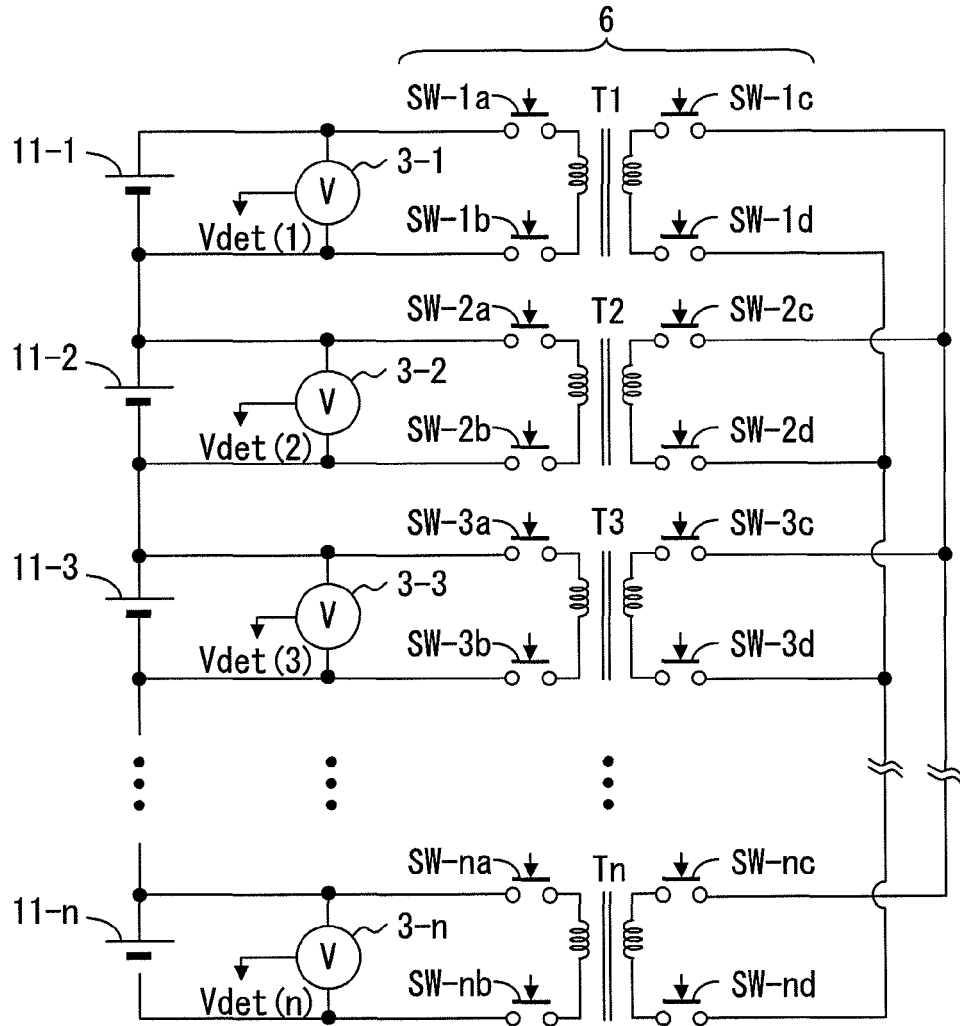 6
SW-1a T1 SW-1c
11-1 3-1
Vdet(1) SW-1b SW-1d
SW-2a T2 SW-2c
11-2 3-2
V
V
Vdet(2) SW-2b SW-2d
SW-3a T3 SW-3c
11-3 3-3
V
Vdet(3) SW-3b SW-3d
SW-na Tn SW-nc
11-n 3-n
V
Vdet(n) SW-nb SW-nd